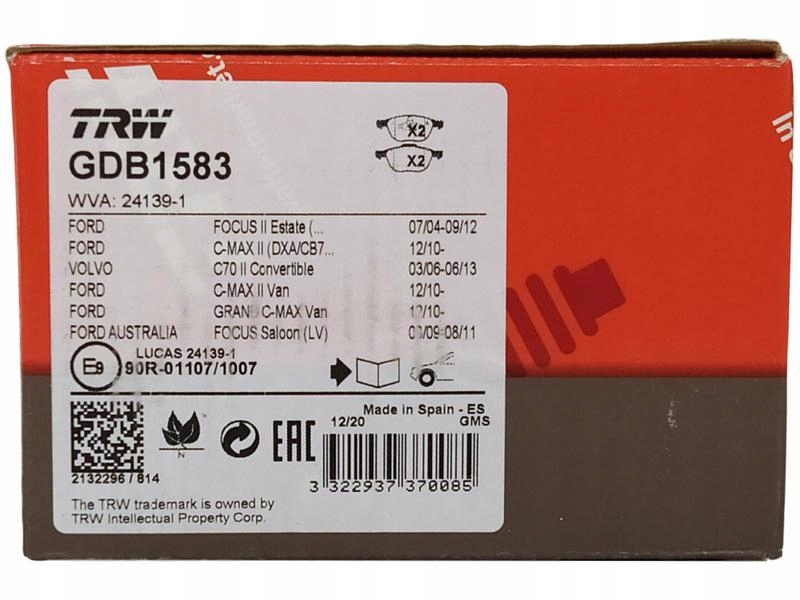 TRW
GDB1583
X2
X2
WVA: 24139-1
FORD FOCUS II Estate (... 07/04-09/12
FORD C-MAX II (DXA/CB7... 12/10-
VOLVO C70 II Convertible 03/06-06/13
FORD C-MAX II Van 12/10-
FORD GRAND C-MAX Van 12/10-
FORD AUSTRALIA FOCUS Saloon (LV) 08/11
LUCAS 24139-1
E9 90R-01107/1007
Made in Spain - ES
12/20 GMS
N
EAC
2132296 / 814
3 322937 370085
The TRW trademark is owned by
TRW Intellectual Property Corp.